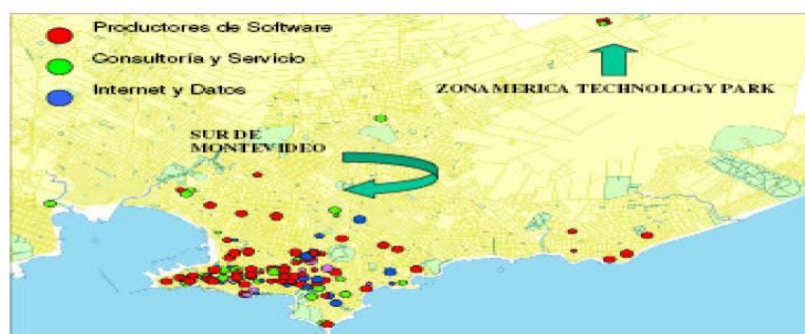 Productores de Software
Consultoría y Servicio
Internet y Datos
ZONAMERICA TECHNOLOGY PARK
SUR DE
MONTEVIDEO